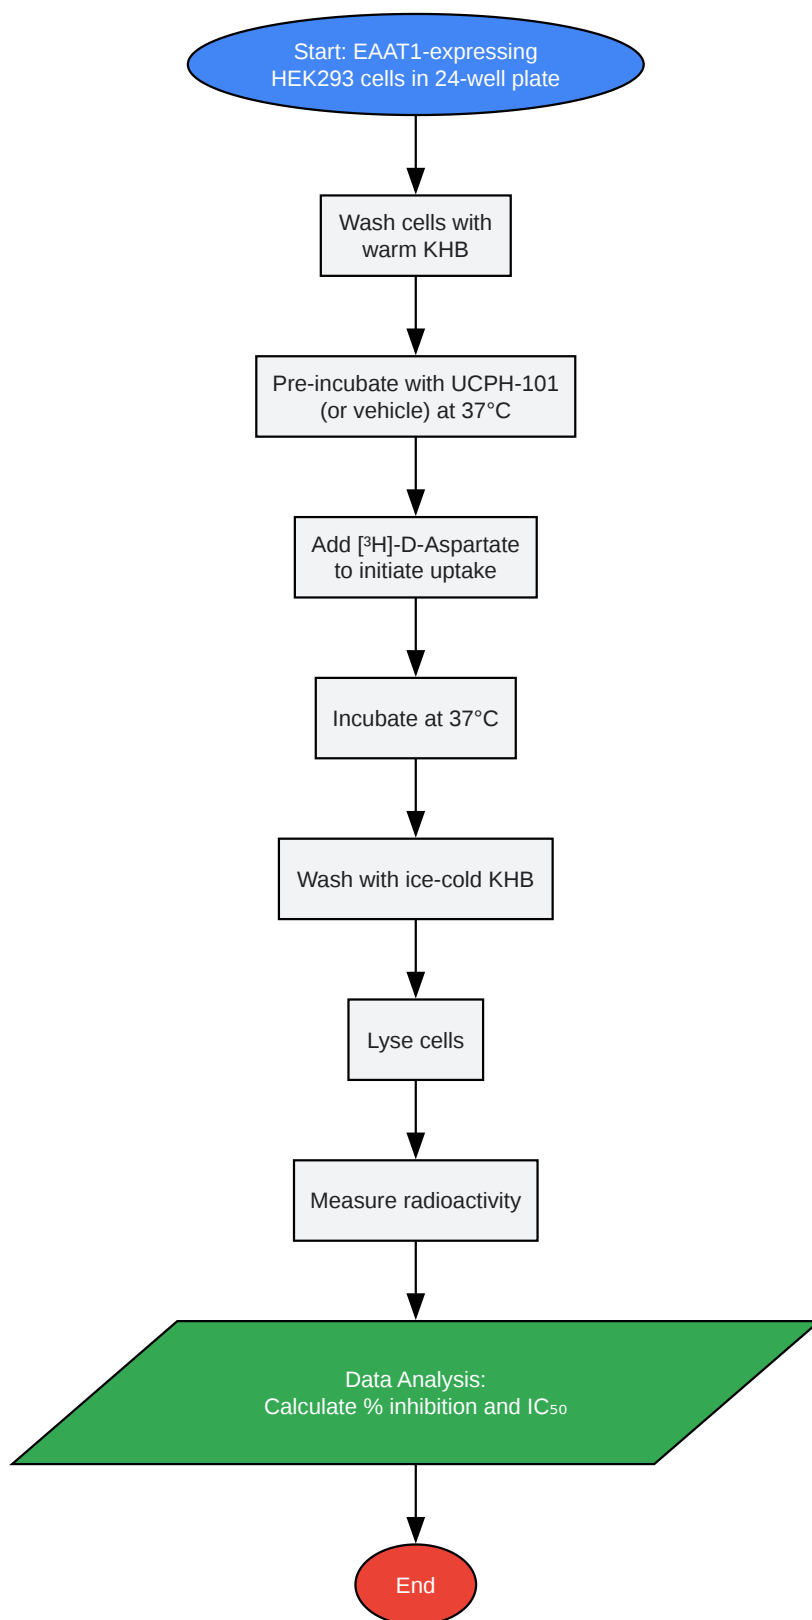 Start: EAAT1-expressing
HEK293 cells in 24-well plate
Wash cells with
warm KHB
Pre-incubate with UCPH-101
(or vehicle) at 37°C
Add [³H]-D-Aspartate
to initiate uptake
Incubate at 37°C
Wash with ice-cold KHB
Lyse cells
Measure radioactivity
Data Analysis:
Calculate % inhibition and IC₅₀
End